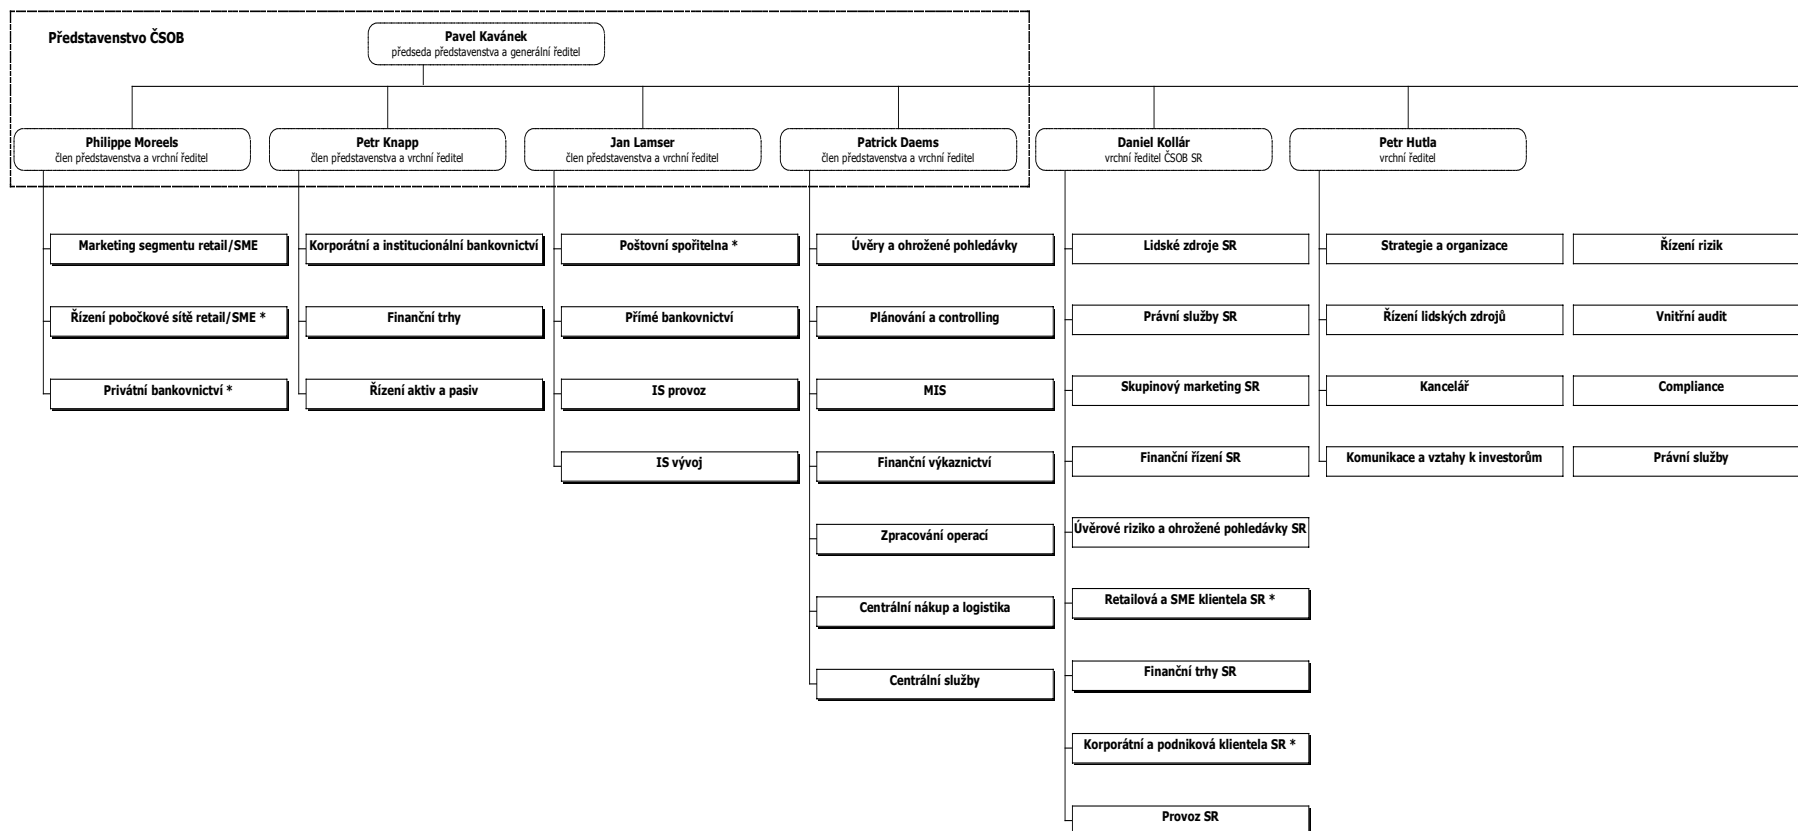 Představenstvo ČSOB
Pavel Kavánek
předseda představenstva a generální ředitel
Philippe Moreels
člen představenstva a vrchní ředitel
Petr Knapp
člen představenstva a vrchní ředitel
Jan Lamser
člen představenstva a vrchní ředitel
Patrick Daems
člen představenstva a vrchní ředitel
Daniel Kollár
vrchní ředitel ČSOB SR
Petr Hutla
vrchní ředitel
Marketing segmentu retail/SME
Řízení pobočkové sítě retail/SME *
Privátní bankovnictví *
Korporátní a institucionální bankovnictví
Finanční trhy
Řízení aktiv a pasiv
Poštovní spořitelna *
Přímé bankovnictví
IS provoz
IS vývoj
Úvěry a ohrožené pohledávky
Plánování a controlling
MIS
Finanční výkaznictví
Zpracování operací
Centrální nákup a logistika
Centrální služby
Lidské zdroje SR
Právní služby SR
Skupinový marketing SR
Finanční řízení SR
Úvěrové riziko a ohrožené pohledávky SR
Retailová a SME klientela SR *
Finanční trhy SR
Korporátní a podniková klientela SR *
Provoz SR
Strategie a organizace
Řízení lidských zdrojů
Kancelář
Komunikace a vztahy k investorům
Řízení rizik
Vnitřní audit
Compliance
Právní služby